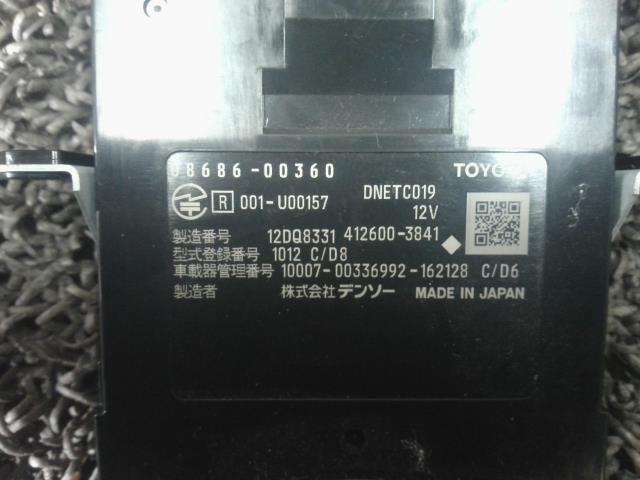 08686-00360 TOYO
R 001-U00157 DNETC019
12V
製造番号 12DQ8331 412600-3841
型式登録番号 1012 C/D8
車載器管理番号 10007-00336992-162128 C/D6
製造者 株式会社デンソー MADE IN JAPAN